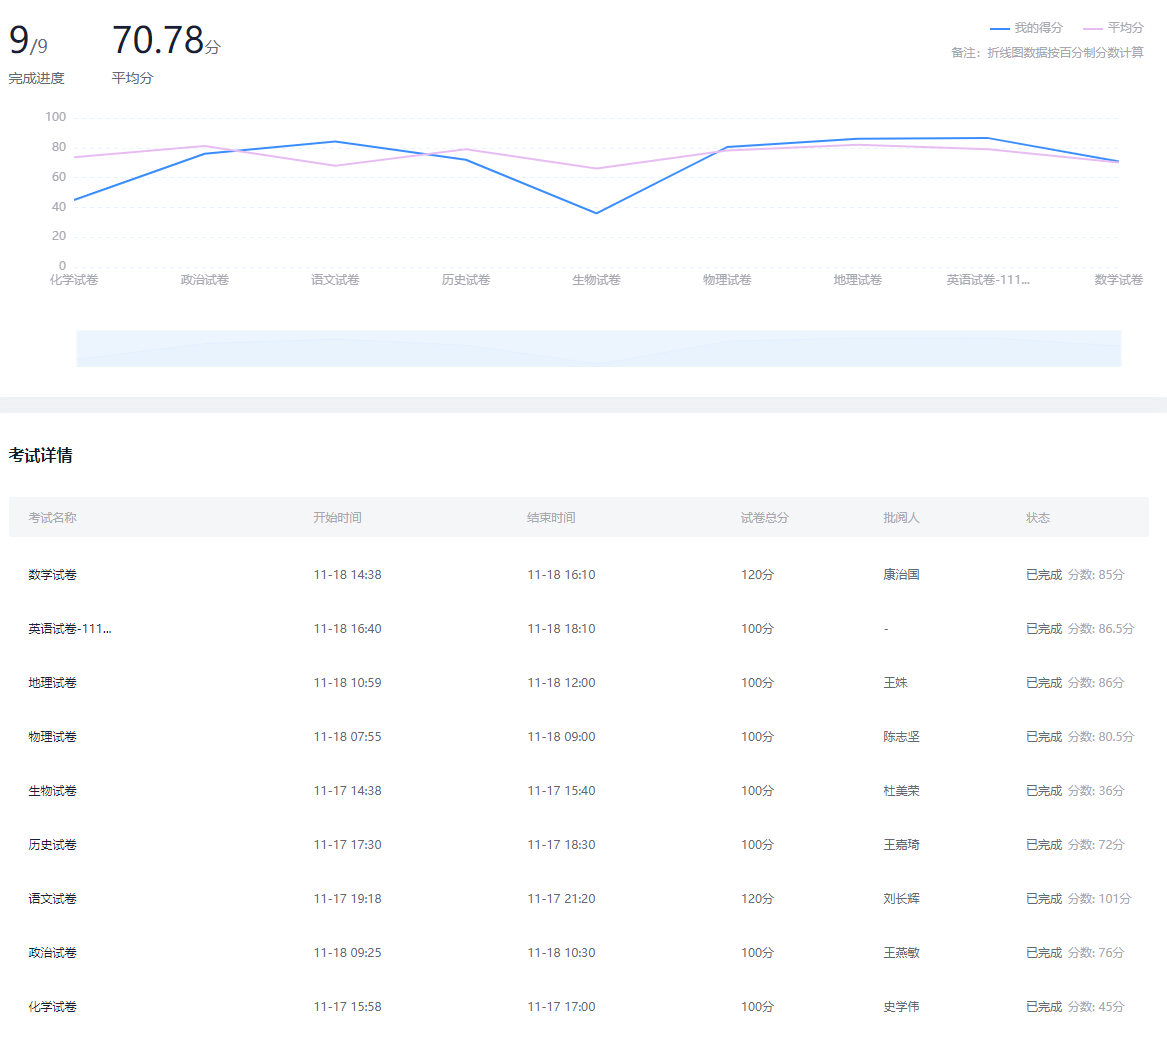 9/9 70.78分
完成进度 平均分
我的得分 平均分
备注：折线图数据按百分制分数计算
100
80
60
40
20
0
化学试卷 政治试卷 语文试卷 历史试卷 生物试卷 物理试卷 地理试卷 英语试卷-111... 数学试卷
考试详情
考试名称 开始时间 结束时间 试卷总分 批阅人 状态
数学试卷 11-18 14:38 11-18 16:10 120分 康治国 已完成 分数: 85分
英语试卷-111... 11-18 16:40 11-18 18:10 100分 - 已完成 分数: 86.5分
地理试卷 11-18 10:59 11-18 12:00 100分 王姝 已完成 分数: 86分
物理试卷 11-18 07:55 11-18 09:00 100分 陈志坚 已完成 分数: 80.5分
生物试卷 11-17 14:38 11-17 15:40 100分 杜美荣 已完成 分数: 36分
历史试卷 11-17 17:30 11-17 18:30 100分 王嘉琦 已完成 分数: 72分
语文试卷 11-17 19:18 11-17 21:20 120分 刘长辉 已完成 分数: 101分
政治试卷 11-18 09:25 11-18 10:30 100分 王燕敏 已完成 分数: 76分
化学试卷 11-17 15:58 11-17 17:00 100分 史学伟 已完成 分数: 45分